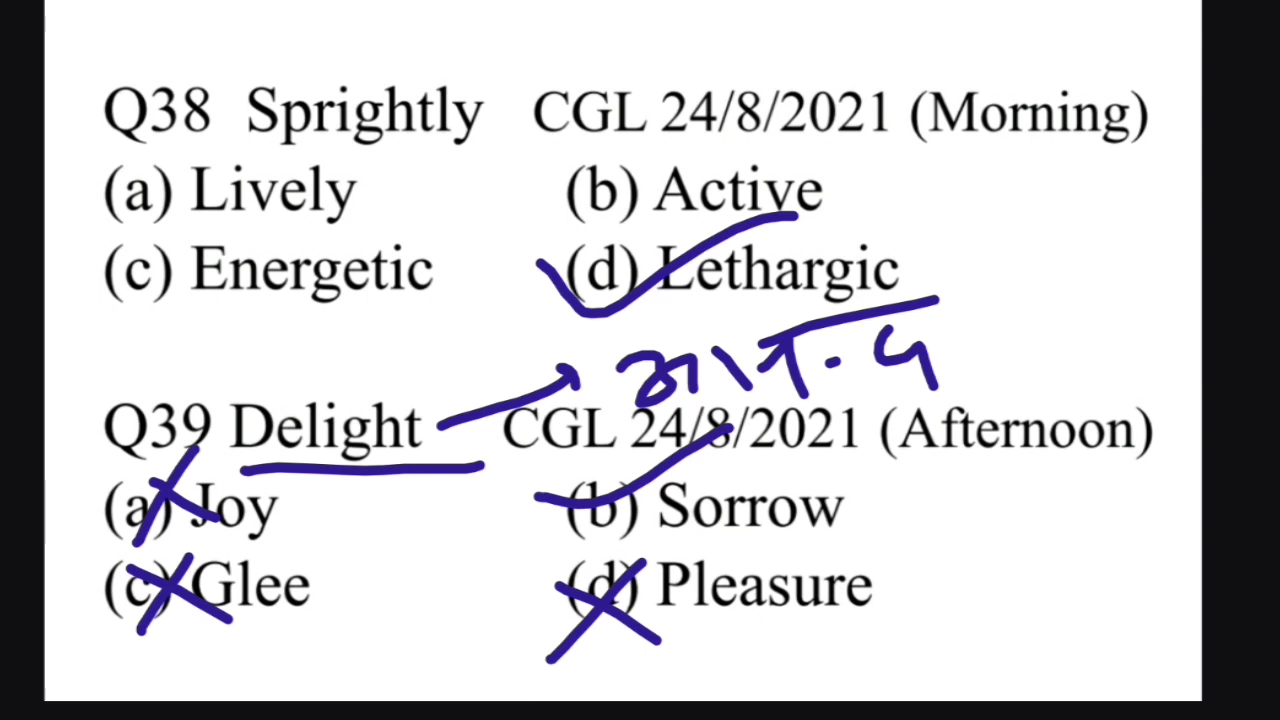 Q38 Sprightly CGL 24/8/2021 (Morning)
(a) Lively (b) Active
(c) Energetic (d) Lethargic
Q39 Delight CGL 24/8/2021 (Afternoon)
(a) Joy (b) Sorrow
(c) Glee (d) Pleasure